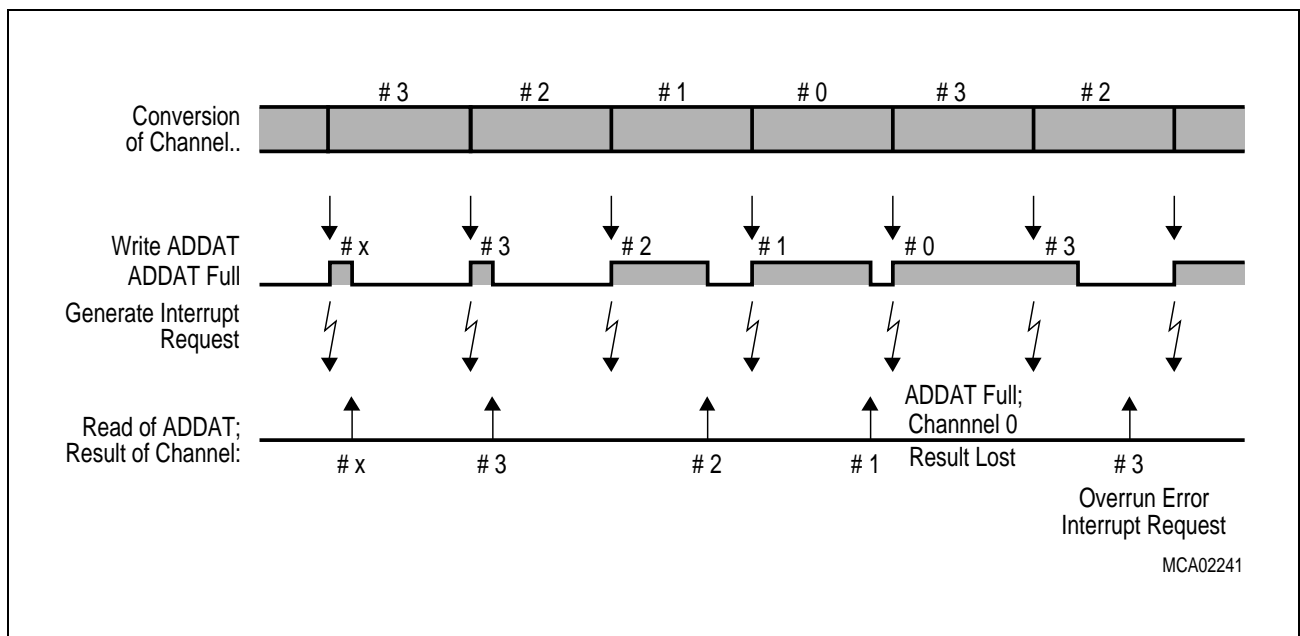 # 3 # 2 # 1 # 0 # 3 # 2
Conversion
of Channel..
Write ADDAT # x # 3 # 2 # 1 # 0 # 3
ADDAT Full
Generate Interrupt
Request
ADDAT Full;
Channnel 0
Read of ADDAT;
Result of Channel:
Result Lost
# x # 3 # 2 # 1 # 3
Overrun Error
Interrupt Request
MCA02241